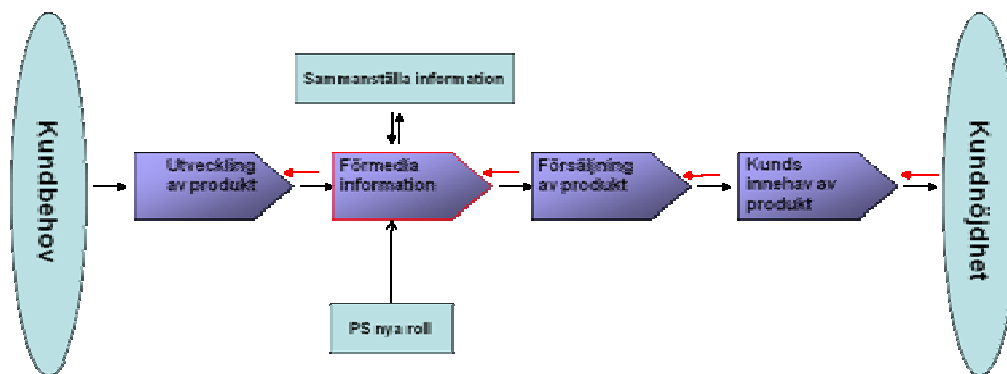 Kundbehov
Sammanställa information
Utveckling
av produkt
Förmedla
information
Försäljning
av produkt
Kunds
innehav av
produkt
PS nya roll
Kundnöjdhet